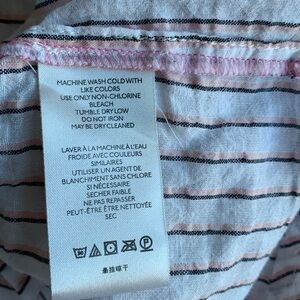 MACHINE WASH COLD WITH
LIKE COLORS
USE ONLY NON-CHLORINE
BLEACH
TUMBLE DRY LOW
DO NOT IRON
MAY BE DRY CLEANED
LAVER À LA MACHINE À L'EAU
FROIDE AVEC COULEURS
SIMILAIRES
UTILISER UN AGENT DE
BLANCHIMENT SANS CHLORE
SI NÉCESSAIRE
SECHER FAIBLE
NE PAS REPASSER
PEUT-ÊTRE ÊTRE NETTOYÉE
SEC